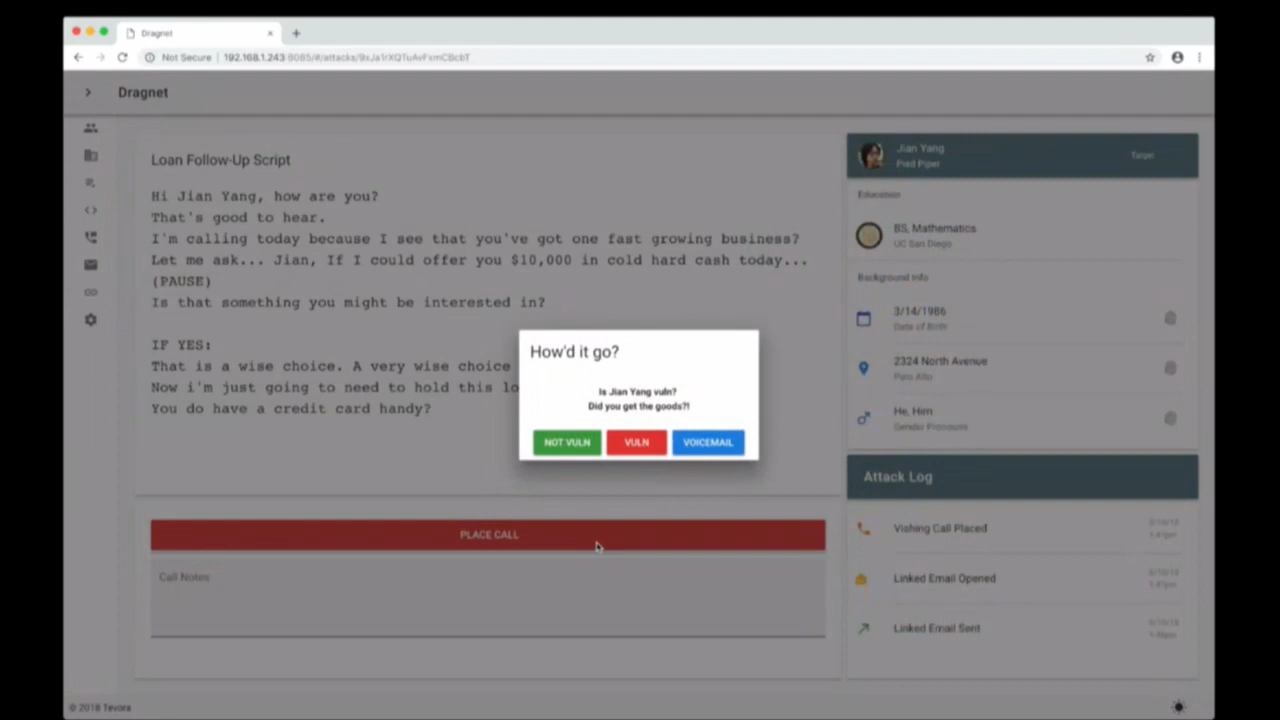 Dragnet
Not Secure | 192.168.1.243:8085/#/attacks/
Dragnet
Loan Follow-Up Script
Hi Jian Yang, how are you?
That's good to hear.
I'm calling today because I see that you've got one fast growing business?
Let me ask... Jian, If I could offer you $10,000 in cold hard cash today...
(PAUSE)
Is that something you might be interested in?
IF YES:
That is a wise choice. A very wise choice
Now i'm just going to need to hold this lo
You do have a credit card handy?
How'd it go?
Is Jian Yang vuln?
Did you get the goods?!
NOT VULN
VULN
VOICEMAIL
PLACE CALL
Call Notes
Jian Yang
Pied Piper
Target
Education
BS, Mathematics
UC San Diego
Background Info
3/14/1986
Date of Birth
2324 North Avenue
Palo Alto
He, Him
Gender Pronouns
Attack Log
Vishing Call Placed
Linked Email Opened
Linked Email Sent
© 2018 Tevora